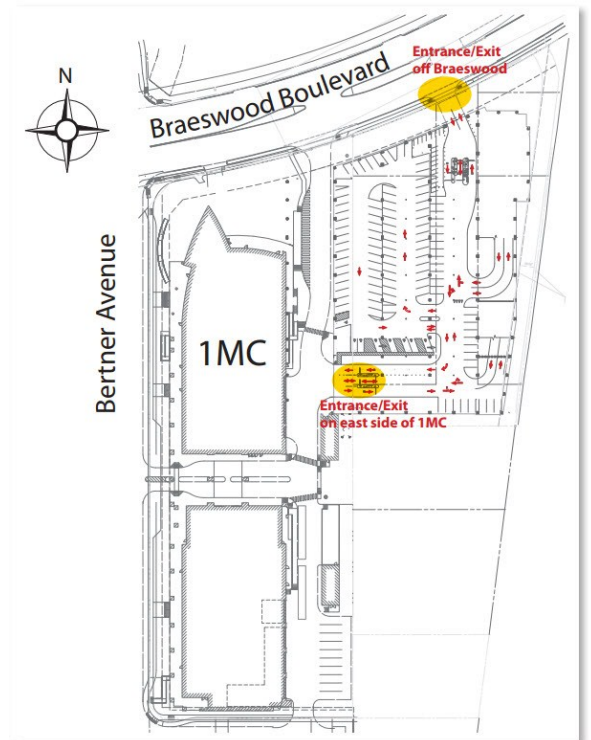 N
Braeswood Boulevard
Entrance/Exit
off Braeswood
Bertner Avenue
1MC
Entrance/Exit
on east side of 1MC